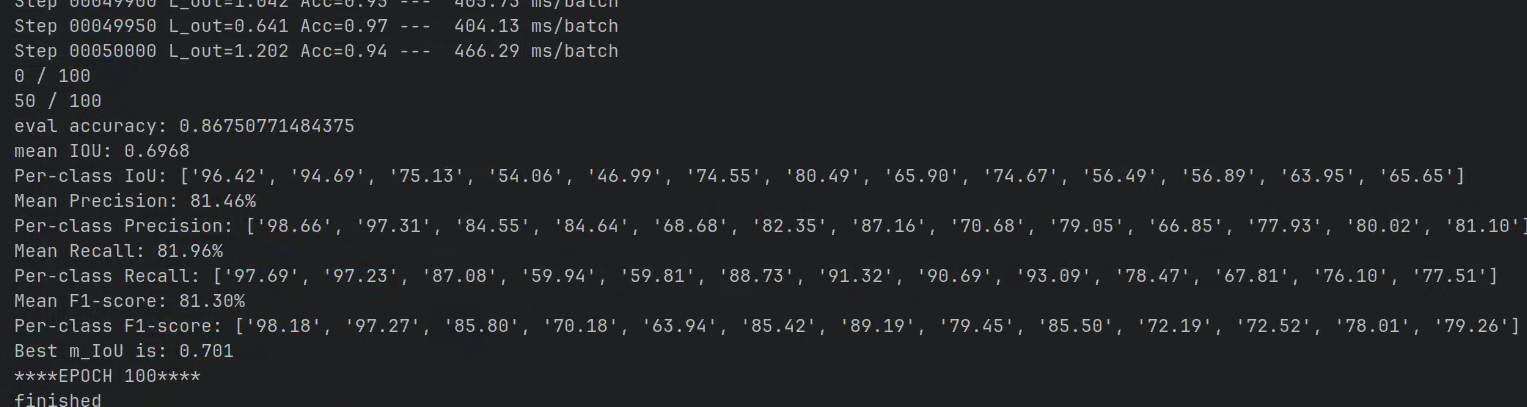 Step 00049900 L_out=1.042 Acc=0.95 --- 405.73 ms/batch
Step 00049950 L_out=0.641 Acc=0.97 --- 404.13 ms/batch
Step 00050000 L_out=1.202 Acc=0.94 --- 466.29 ms/batch
0 / 100
50 / 100
eval accuracy: 0.86750771484375
mean IOU: 0.6968
Per-class IoU: ['96.42', '94.69', '75.13', '54.06', '46.99', '74.55', '80.49', '65.90', '74.67', '56.49', '56.89', '63.95', '65.65']
Mean Precision: 81.46%
Per-class Precision: ['98.66', '97.31', '84.55', '84.64', '68.68', '82.35', '87.16', '70.68', '79.05', '66.85', '77.93', '80.02', '81.10']
Mean Recall: 81.96%
Per-class Recall: ['97.69', '97.23', '87.08', '59.94', '59.81', '88.73', '91.32', '90.69', '93.09', '78.47', '67.81', '76.10', '77.51']
Mean F1-score: 81.30%
Per-class F1-score: ['98.18', '97.27', '85.80', '70.18', '63.94', '85.42', '89.19', '79.45', '85.50', '72.19', '72.52', '78.01', '79.26']
Best m_IoU is: 0.701
****EPOCH 100****
finished